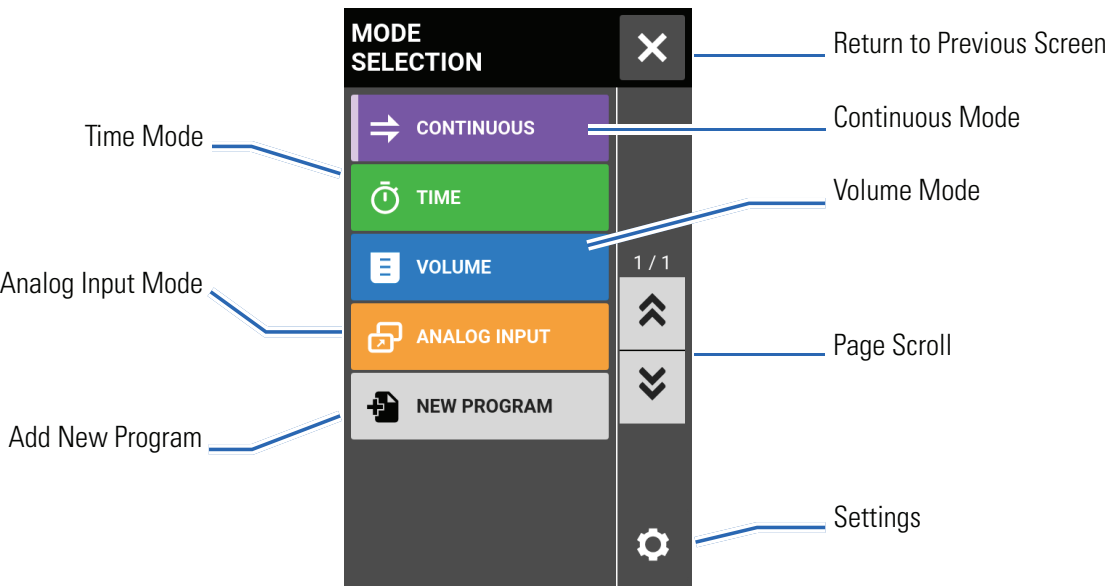 MODE
SELECTION
Return to Previous Screen
CONTINUOUS
Continuous Mode
Time Mode
TIME
Volume Mode
VOLUME
1 / 1
Analog Input Mode
ANALOG INPUT
Page Scroll
NEW PROGRAM
Add New Program
Settings